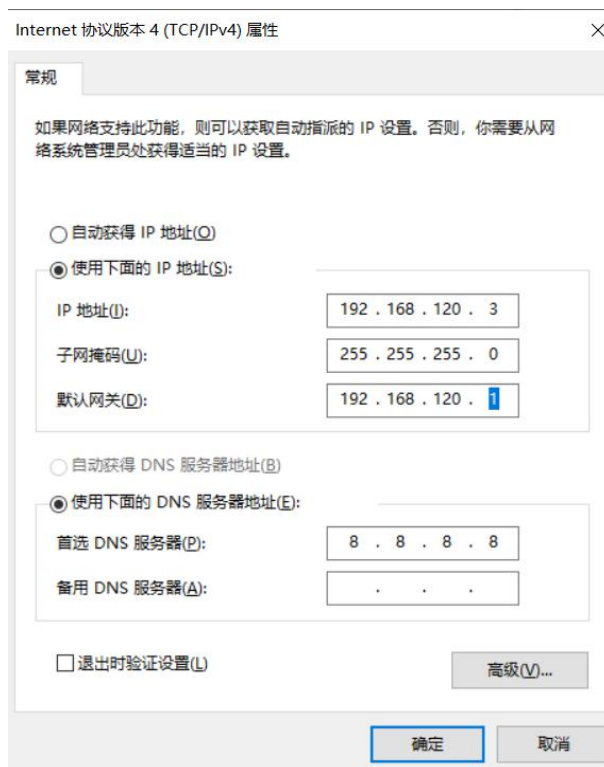 Internet 协议版本 4 (TCP/IPv4) 属性
常规
如果网络支持此功能，则可以获取自动指派的 IP 设置。否则，你需要从网
络系统管理员处获得适当的 IP 设置。
自动获得 IP 地址(O)
使用下面的 IP 地址(S):
IP 地址(I): 192 . 168 . 120 . 3
子网掩码(U): 255 . 255 . 255 . 0
默认网关(D): 192 . 168 . 120 . 1
自动获得 DNS 服务器地址(B)
使用下面的 DNS 服务器地址(E):
首选 DNS 服务器(P): 8 . 8 . 8 . 8
备用 DNS 服务器(A): . . .
退出时验证设置(L)
高级(V)...
确定 取消